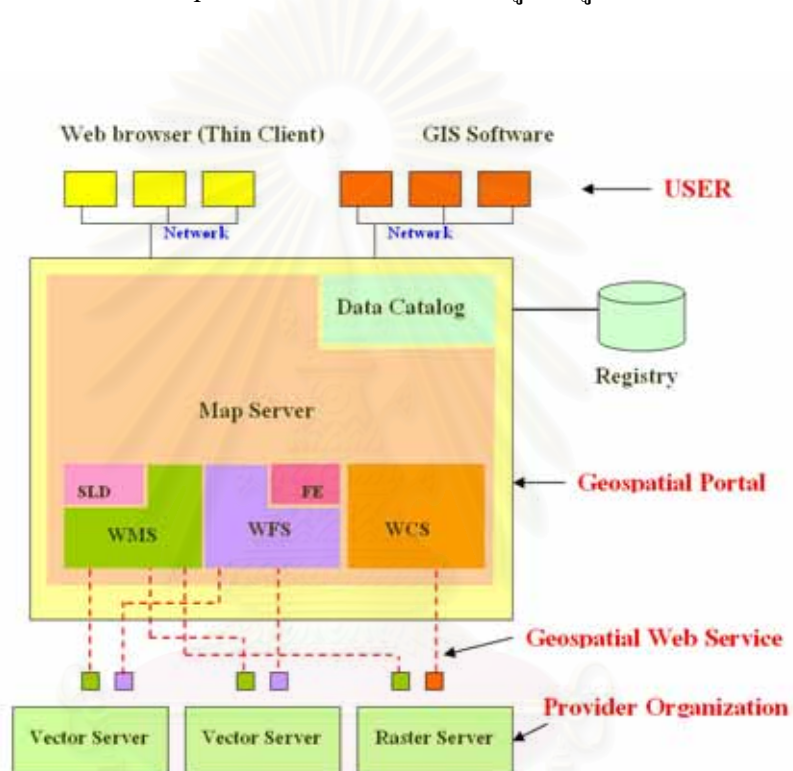 Web browser (Thin Client)
GIS Software
USER
Network
Network
Data Catalog
Registry
Map Server
Geospatial Portal
SLD
FE
WMS
WFS
WCS
Geospatial Web Service
Provider Organization
Vector Server
Vector Server
Raster Server